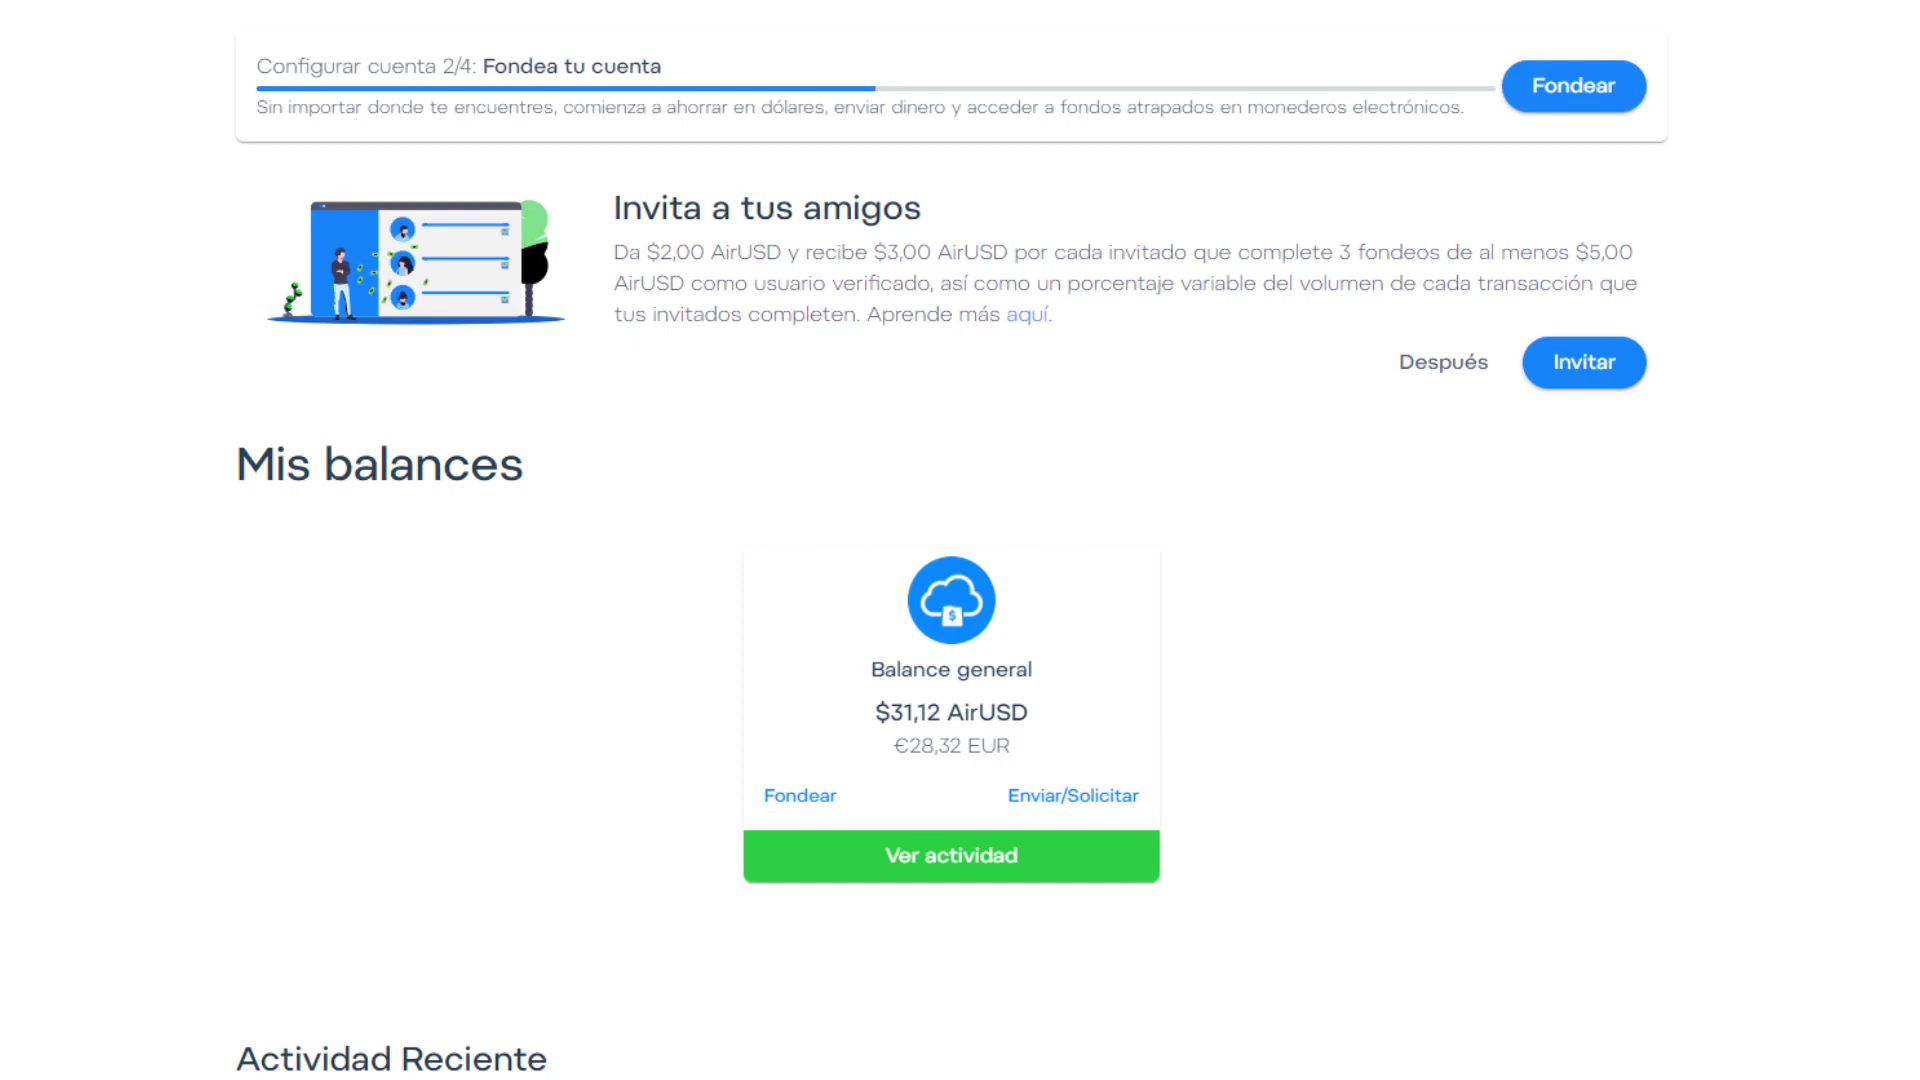 Configurar cuenta 2/4: Fondea tu cuenta
Sin importar donde te encuentres, comienza a ahorrar en dólares, enviar dinero y acceder a fondos atrapados en monederos electrónicos.
Fondear
Invita a tus amigos
Da $2,00 AirUSD y recibe $3,00 AirUSD por cada invitado que complete 3 fondeos de al menos $5,00
AirUSD como usuario verificado, así como un porcentaje variable del volumen de cada transacción que
tus invitados completen. Aprende más aquí.
Después
Invitar
Mis balances
$
Balance general
$31,12 AirUSD
€28,32 EUR
Fondear
Enviar/Solicitar
Ver actividad
Actividad Reciente